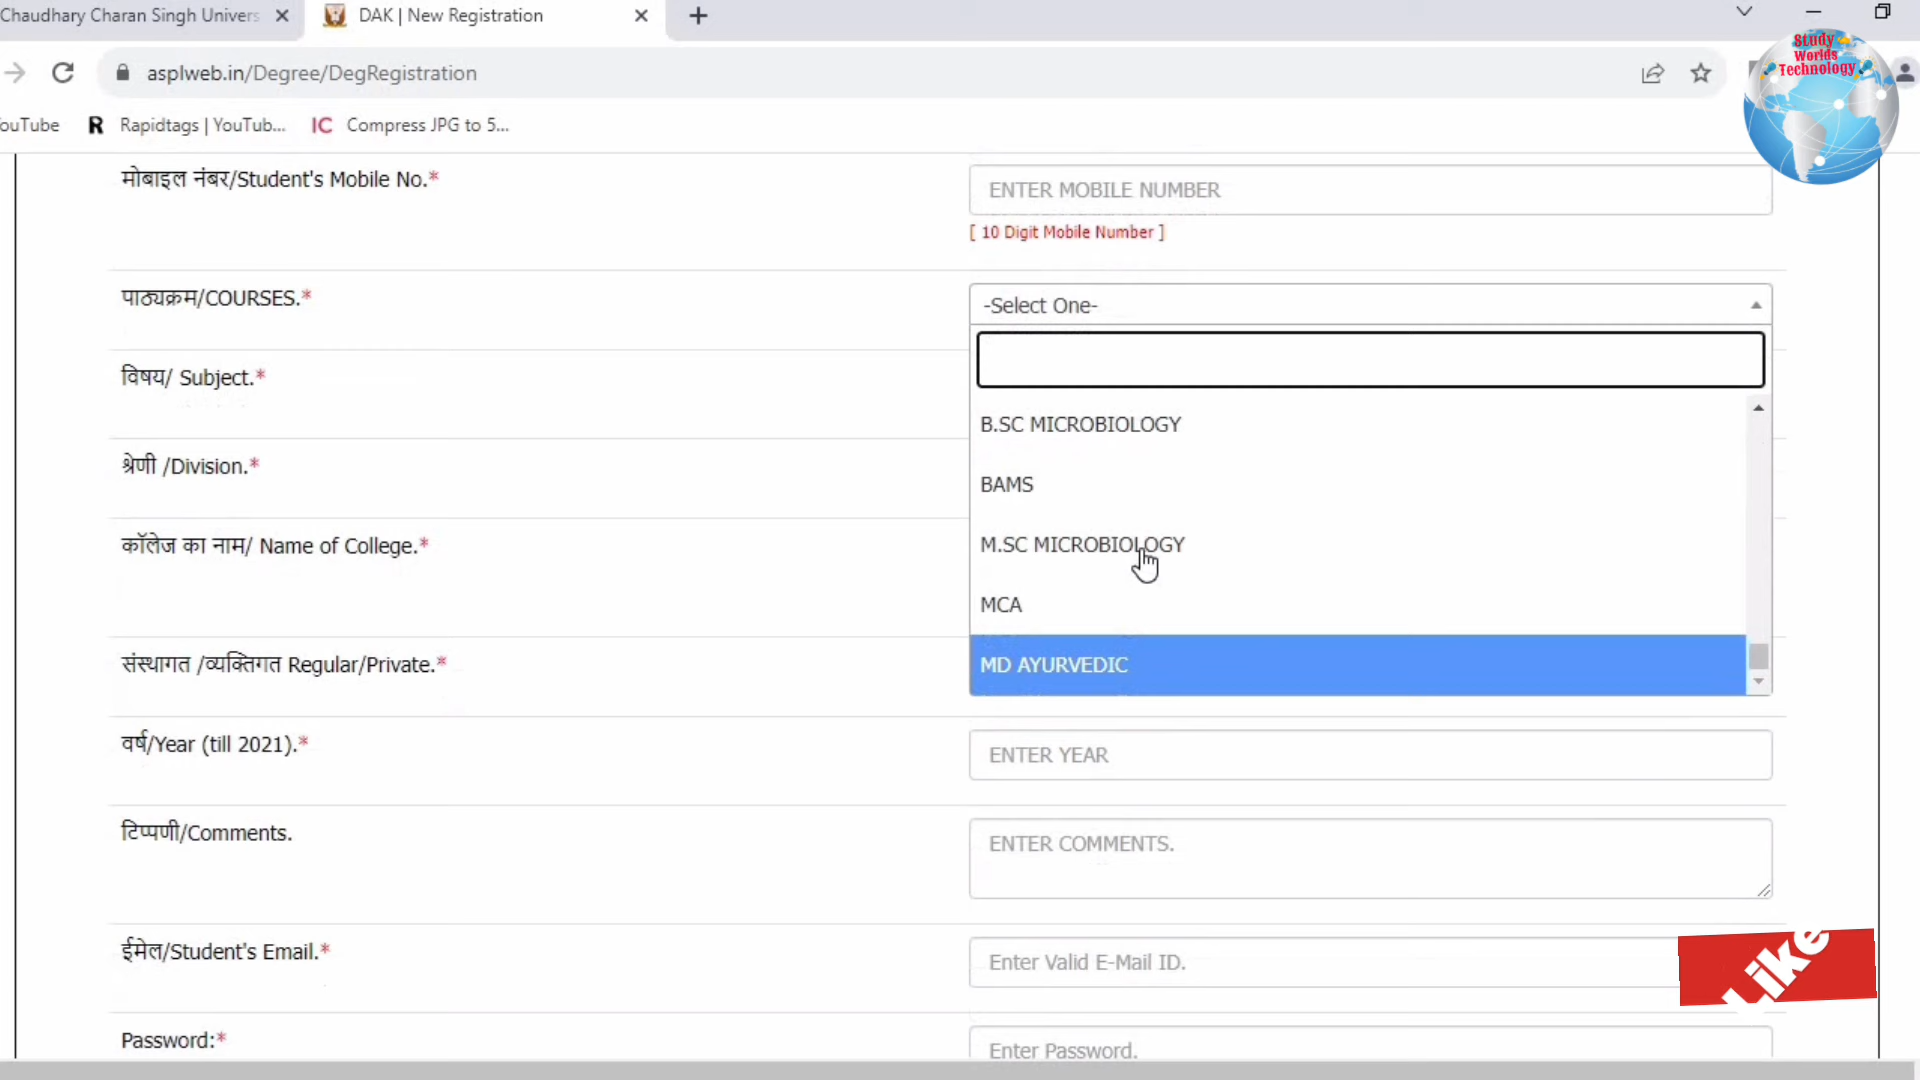 Chaudhary Charan Singh Univers
DAK | New Registration
asplweb.in/Degree/DegRegistration
Study
Worlds
Technology
ouTube
R Rapidtags | YouTub...
IC Compress JPG to 5...
मोबाइल नंबर/Student's Mobile No.*
ENTER MOBILE NUMBER
[ 10 Digit Mobile Number ]
पाठ्यक्रम/COURSES.*
-Select One-
विषय/ Subject.*
B.SC MICROBIOLOGY
श्रेणी /Division.*
BAMS
कॉलेज का नाम/ Name of College.*
M.SC MICROBIOLOGY
MCA
संस्थागत /व्यक्तिगत Regular/Private.*
MD AYURVEDIC
वर्ष/Year (till 2021).*
ENTER YEAR
टिप्पणी/Comments.
ENTER COMMENTS.
ईमेल/Student's Email.*
Enter Valid E-Mail ID.
Like
Password:*
Enter Password.